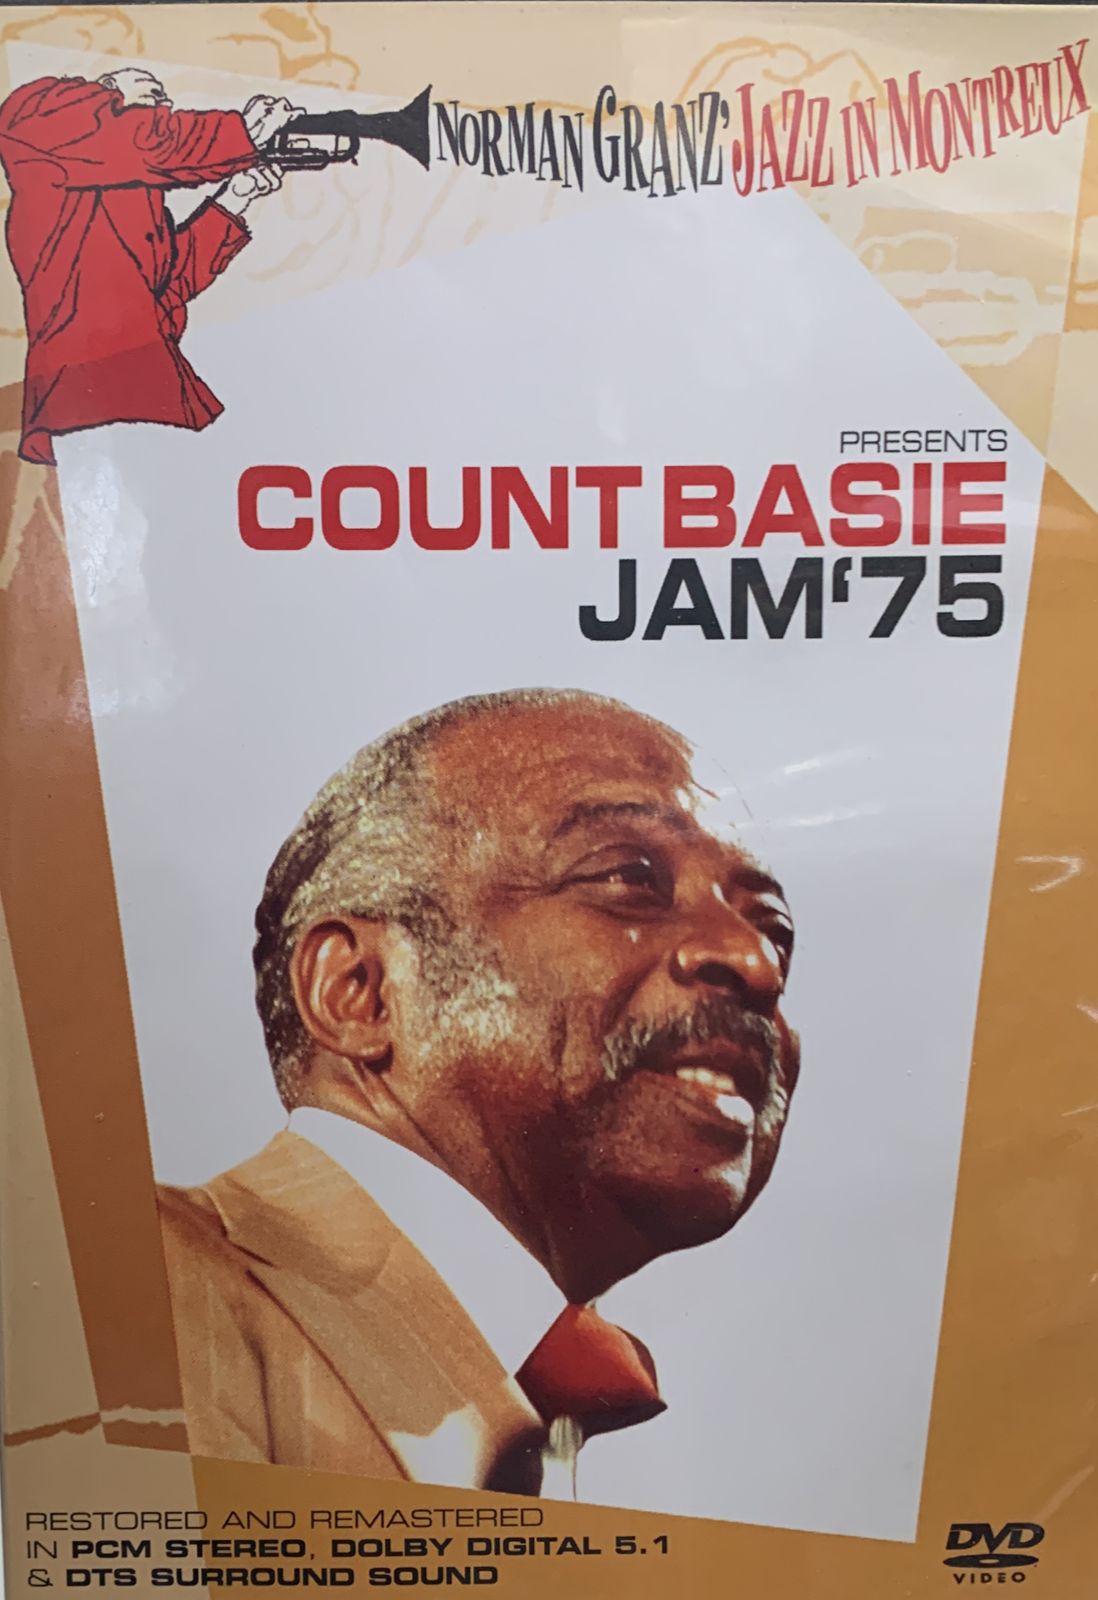 NORMAN GRANZ' JAZZ IN MONTREUX
PRESENTS
COUNT BASIE
JAM‘75
RESTORED AND REMASTERED
IN PCM STEREO, DOLBY DIGITAL 5.1
& DTS SURROUND SOUND
DVD
VIDEO